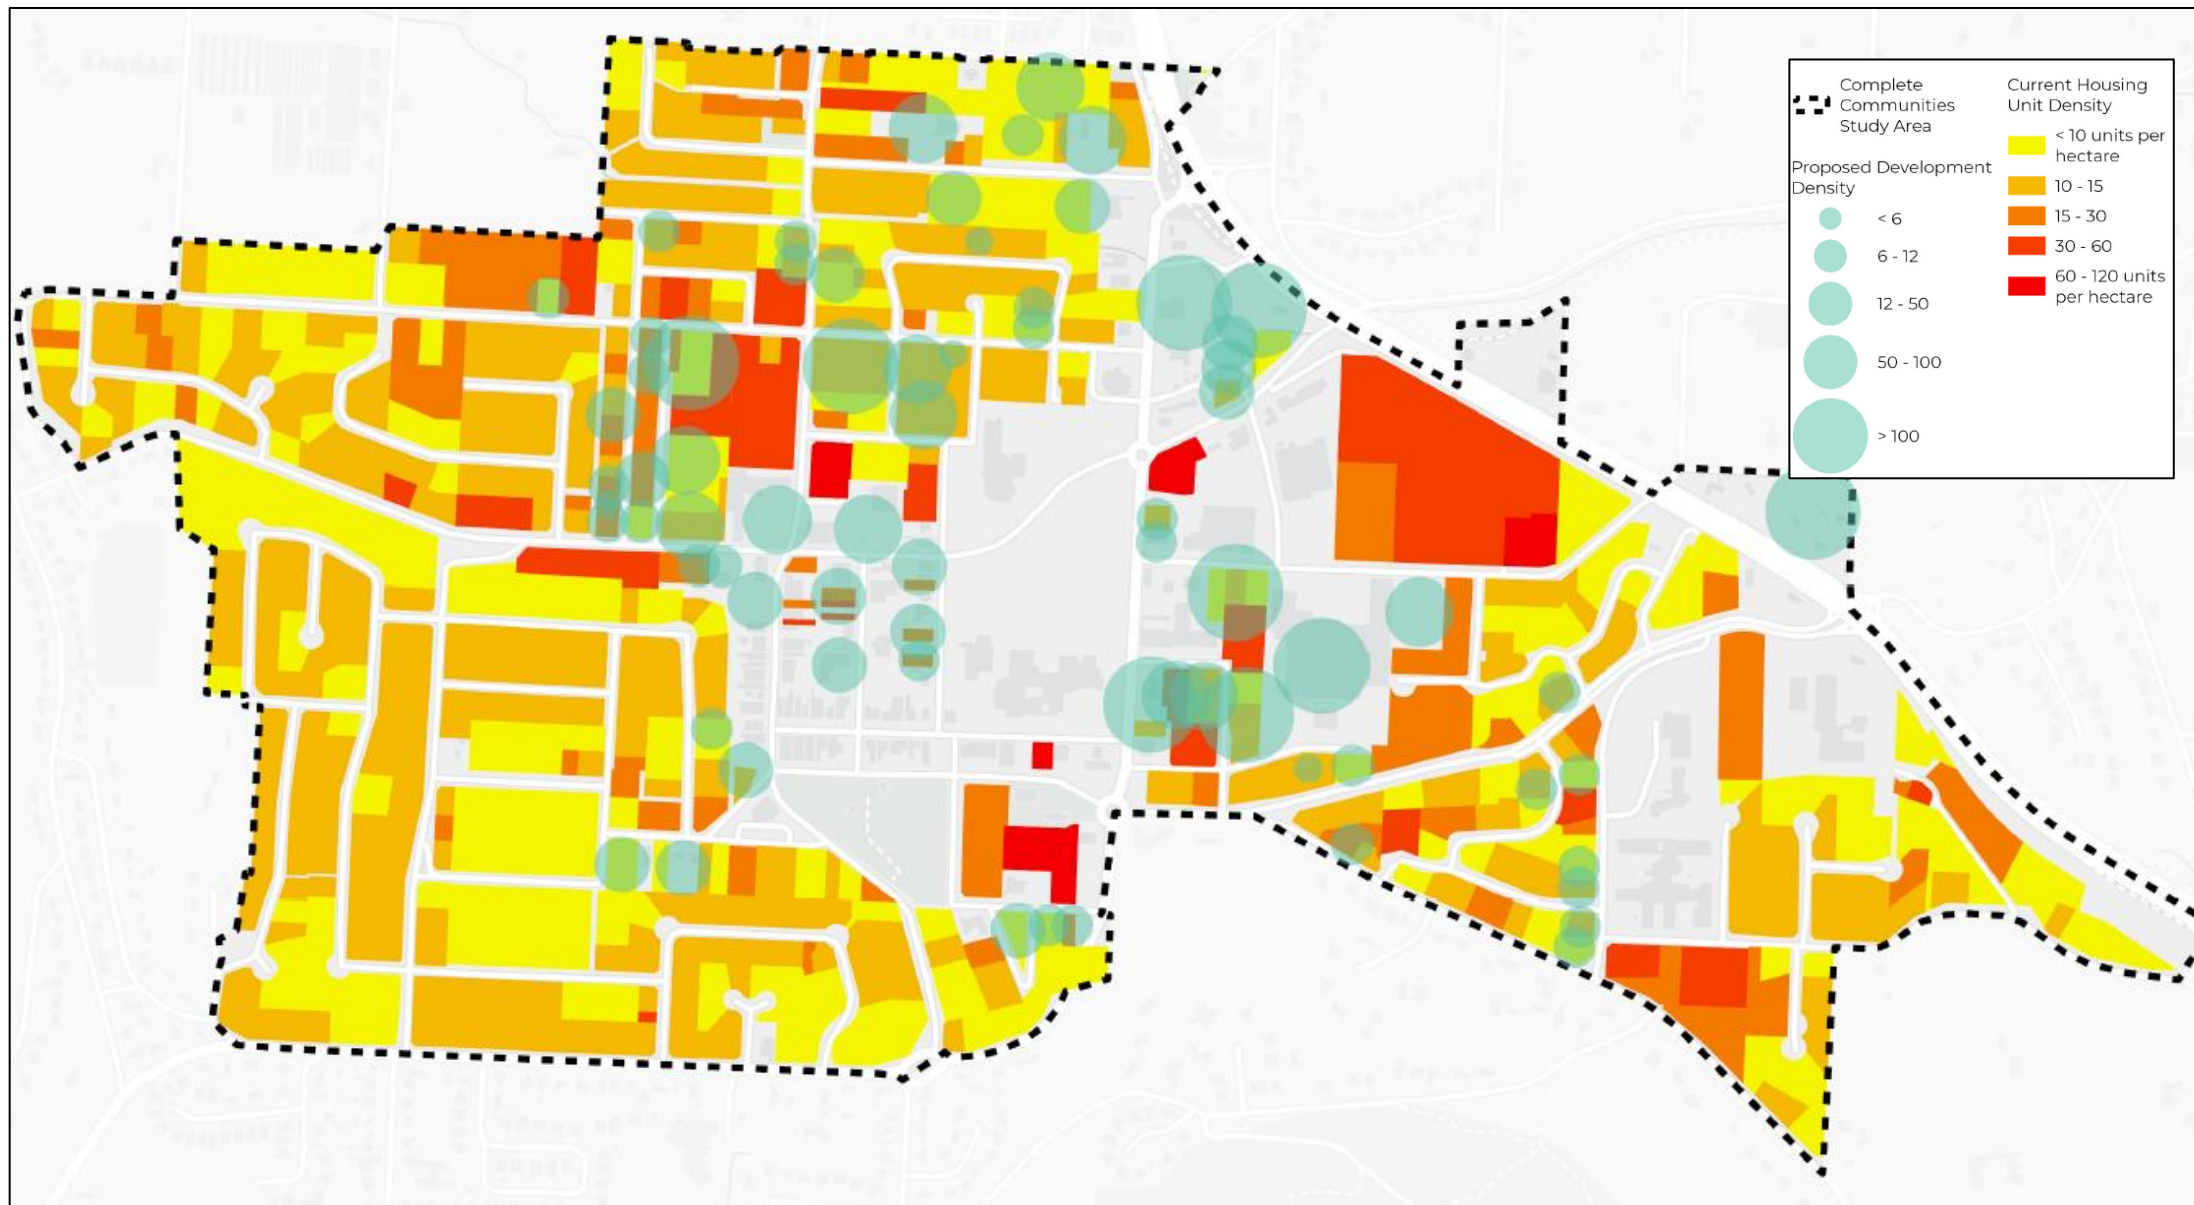 Complete
Communities
Study Area
Proposed Development
Density
< 6
6 - 12
12 - 50
50 - 100
> 100
Current Housing
Unit Density
< 10 units per
hectare
10 - 15
15 - 30
30 - 60
60 - 120 units
per hectare